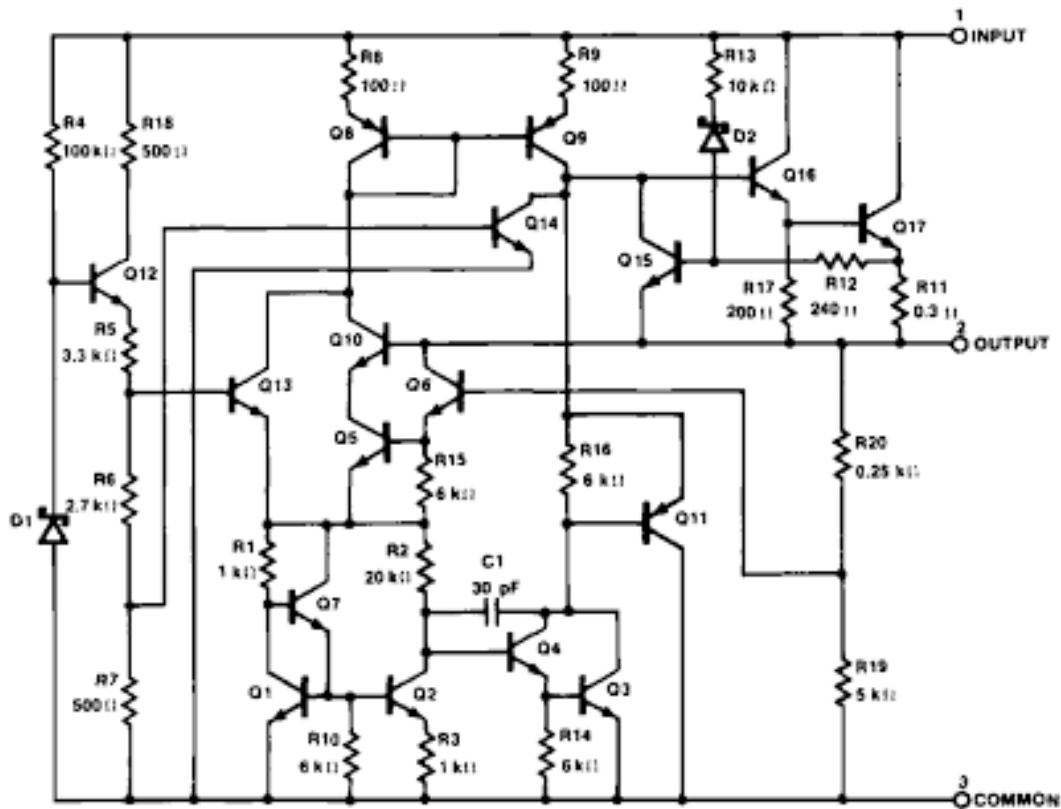 1
INPUT
R8
100 Ω
R9
100 Ω
R13
10 kΩ
R4
100 kΩ
R18
500 Ω
Q8
Q9
D2
Q16
Q14
Q17
Q12
Q15
R12
240 Ω
R11
0.3 Ω
R17
200 Ω
2
OUTPUT
R5
3.3 kΩ
Q10
Q13
Q6
Q5
R15
6 kΩ
R16
6 kΩ
R20
0.25 kΩ
R6
2.7 kΩ
D1
Q11
R1
1 kΩ
R2
20 kΩ
C1
30 pF
Q7
Q4
R7
500 Ω
Q1
Q2
Q3
R19
5 kΩ
R10
6 kΩ
R3
1 kΩ
R14
6 kΩ
3
COMMON